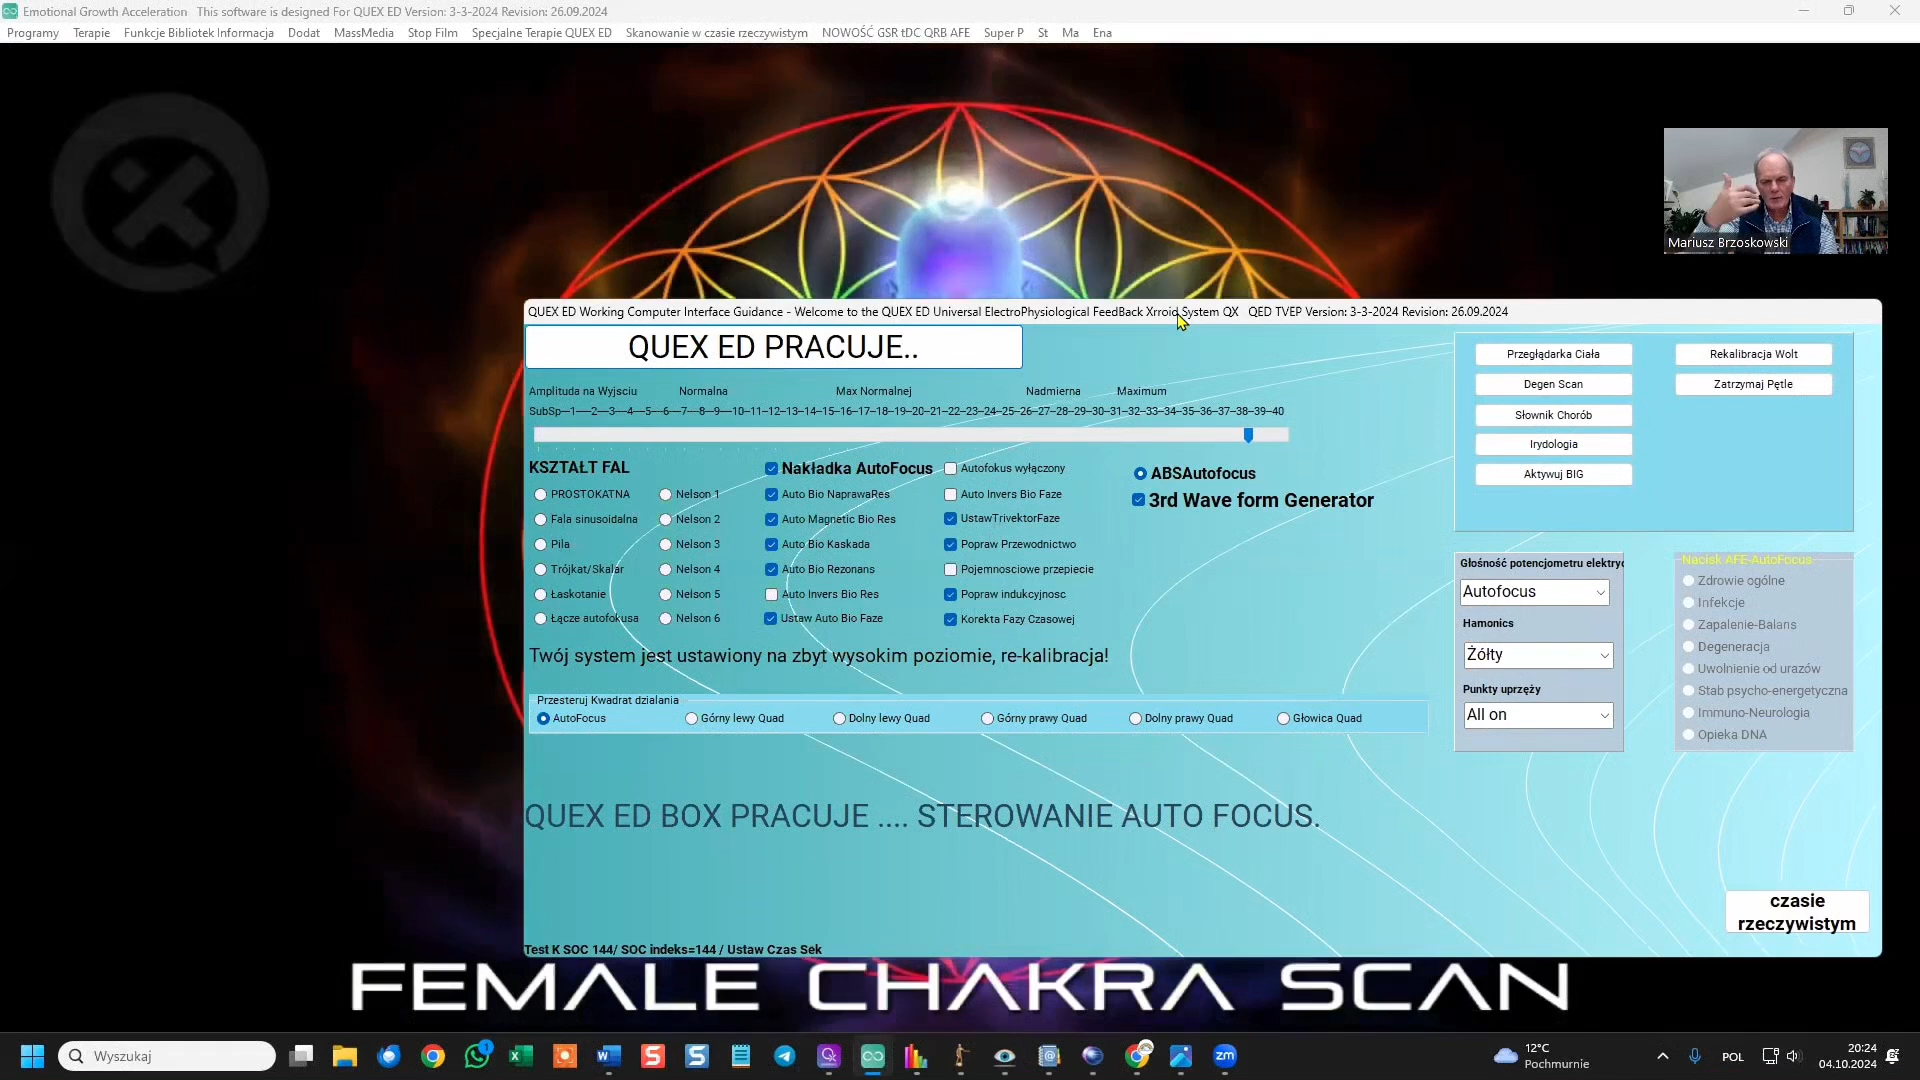 Emotional Growth Acceleration   This software is designed For QUEX ED Version: 3-3-2024 Revision: 26.09.2024
Programy   Terapie   Funkcje Bibliotek Informacja   Dodat   MassMedia   Stop Film   Specjalne Terapie QUEX ED   Skanowanie w czasie rzeczywistym   NOWOŚĆ GSR tDC QRB AFE   Super P   St   Ma   Ena
Mariusz Brzoskowski
QUEX ED Working Computer Interface Guidance - Welcome to the QUEX ED Universal ElectroPhysiological FeedBack Xrroid System QX   QED TVEP Version: 3-3-2024 Revision: 26.09.2024
QUEX ED PRACUJE..
Amplituda na Wyjsciu   Normalna   Max Normalnej   Nadmierna   Maximum
SubSp---1----2---3---4---5---6---7---8---9---10--11--12--13--14--15--16--17--18--19--20--21--22--23--24--25--26--27--28--29--30--31--32--33--34--35--36--37--38--39--40
KSZTAŁT FAL
PROSTOKATNA
Fala sinusoidalna
Pila
Trójkat/Skalar
Łaskotanie
Łącze autofokusa
Nelson 1
Nelson 2
Nelson 3
Nelson 4
Nelson 5
Nelson 6
Nakładka AutoFocus
Auto Bio NaprawaRes
Auto Magnetic Bio Res
Auto Bio Kaskada
Auto Bio Rezonans
Auto Invers Bio Res
Ustaw Auto Bio Faze
Autofokus wyłączony
Auto Invers Bio Faze
UstawTrivektorFaze
Popraw Przewodnictwo
Pojemnosciowe przepiecie
Popraw indukcyjnosc
Korekta Fazy Czasowej
ABSAutofocus
3rd Wave form Generator
Twój system jest ustawiony na zbyt wysokim poziomie, re-kalibracja!
Przesteruj Kwadrat dzialania
AutoFocus   Górny lewy Quad   Dolny lewy Quad   Górny prawy Quad   Dolny prawy Quad   Głowica Quad
QUEX ED BOX PRACUJE .... STEROWANIE AUTO FOCUS.
Test K SOC 144/ SOC indeks=144 / Ustaw Czas Sek
Przegłądarka Ciała
Degen Scan
Słownik Chorób
Irydologia
Aktywuj BIG
Rekalibracja Wolt
Zatrzymaj Pętle
Głośność potencjometru elektryc
Autofocus
Hamonics
Żółty
Punkty uprzęży
All on
Nacisk AFE-AutoFocus
Zdrowie ogólne
Infekcje
Zapalenie-Balans
Degeneracja
Uwolnienie od urazów
Stab psycho-energetyczna
Immuno-Neurologia
Opieka DNA
czasie
rzeczywistym
FEMALE CHAKRA SCAN
Wyszukaj
1
zm
12°C
Pochmurnie
POL
20:24
04.10.2024